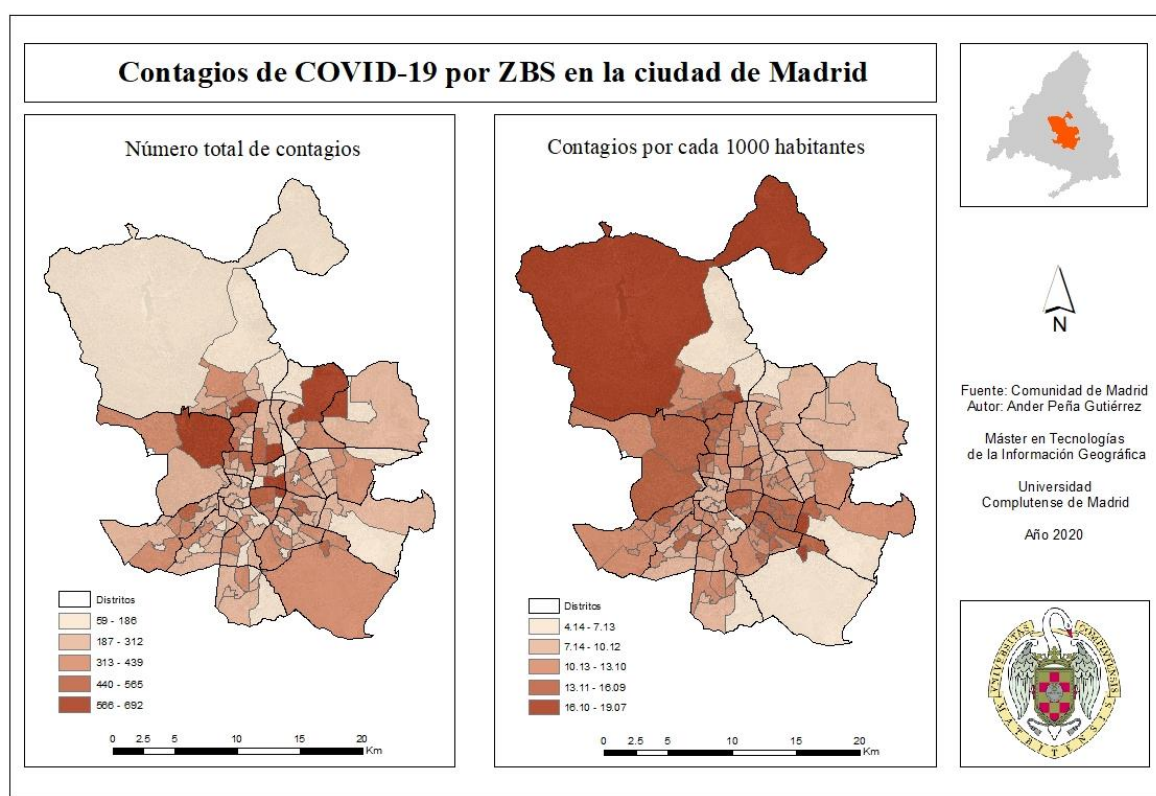 Contagios de COVID-19 por ZBS en la ciudad de Madrid
Número total de contagios
Distritos
59 - 186
187 - 312
313 - 439
440 - 565
566 - 692
0 2.5 5 10 15 20
Km
Contagios por cada 1000 habitantes
Distritos
4.14 - 7.13
7.14 - 10.12
10.13 - 13.10
13.11 - 16.09
16.10 - 19.07
0 2.5 5 10 15 20
Km
N
Fuente: Comunidad de Madrid
Autor: Ander Peña Gutiérrez
Máster en Tecnologías
de la Información Geográfica
Universidad
Complutense de Madrid
Año 2020